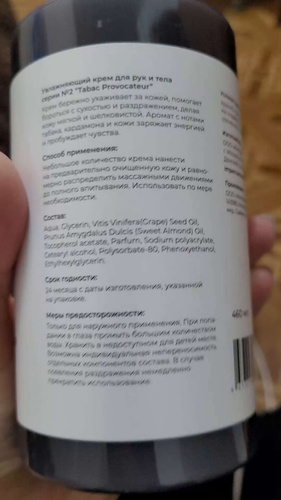 Увлажняющий крем для рук и тела
серии №2 "Tabac Provocateur"
Крем бережно ухаживает за кожей, помогает
бороться с сухостью и раздражением, делая
кожу мягкой и шелковистой. Аромат с нотами
табака, кардамона и кожи заряжает энергией
и пробуждает чувства.
Способ применения:
Небольшое количество крема нанести
на предварительно очищенную кожу и равно-
мерно распределить массажными движениями
до полного впитывания. Использовать по мере
необходимости.
Состав:
Aqua, Glycerin, Vitis Vinifera(Grape) Seed Oil,
Prunus Amygdalus Dulcis (Sweet Almond) Oil,
Tocopherol acetate, Parfum, Sodium polyacrylate,
Cetearyl alcohol, Polysorbate-80, Phenoxyethanol,
Ethylhexylglycerin.
Срок годности:
24 месяца с даты изготовления, указанной
на упаковке.
Меры предосторожности:
Только для наружного применения. При попа
дании в глаза промыть большим количеством
воды. Хранить в недоступном для детей месте.
Возможна индивидуальная непереносимость
отдельных компонентов состава. В случае
появления раздражения немедленно
прекратить использование.
460